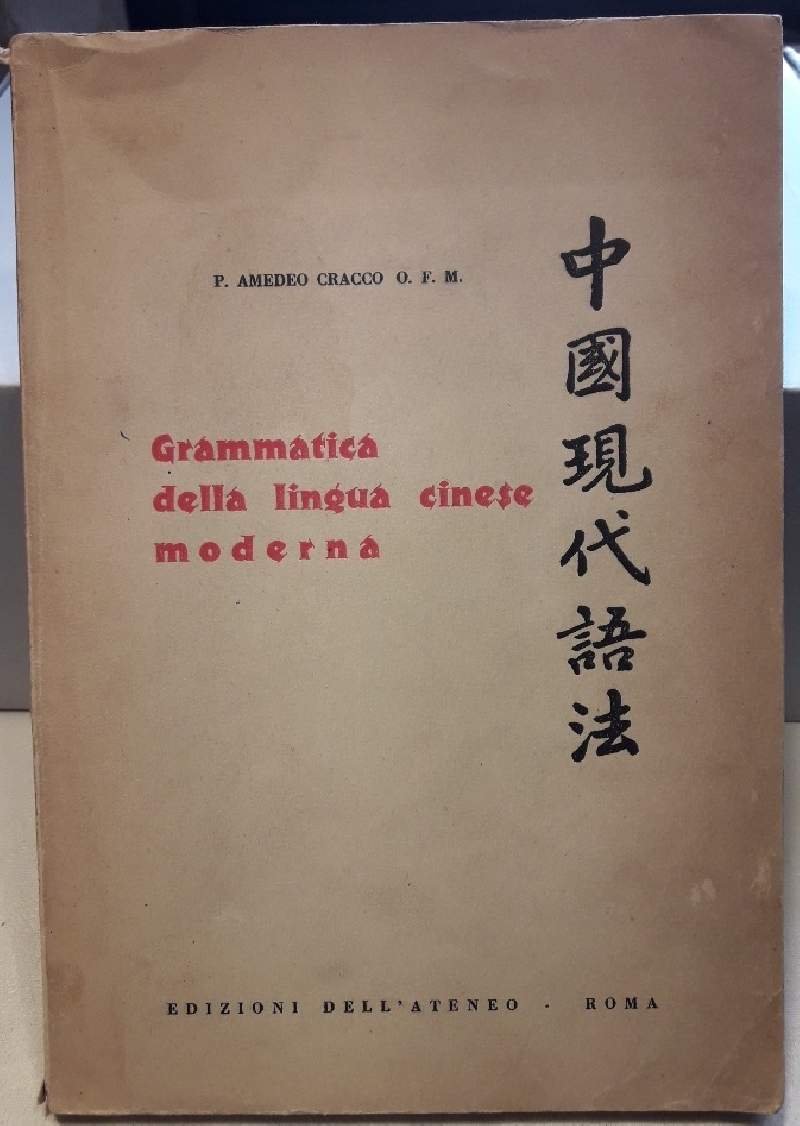 P. AMEDEO CRACCO O. F. M.
Grammatica
della lingua cinese
moderna
中國現代語法
EDIZIONI DELL'ATENEO - ROMA